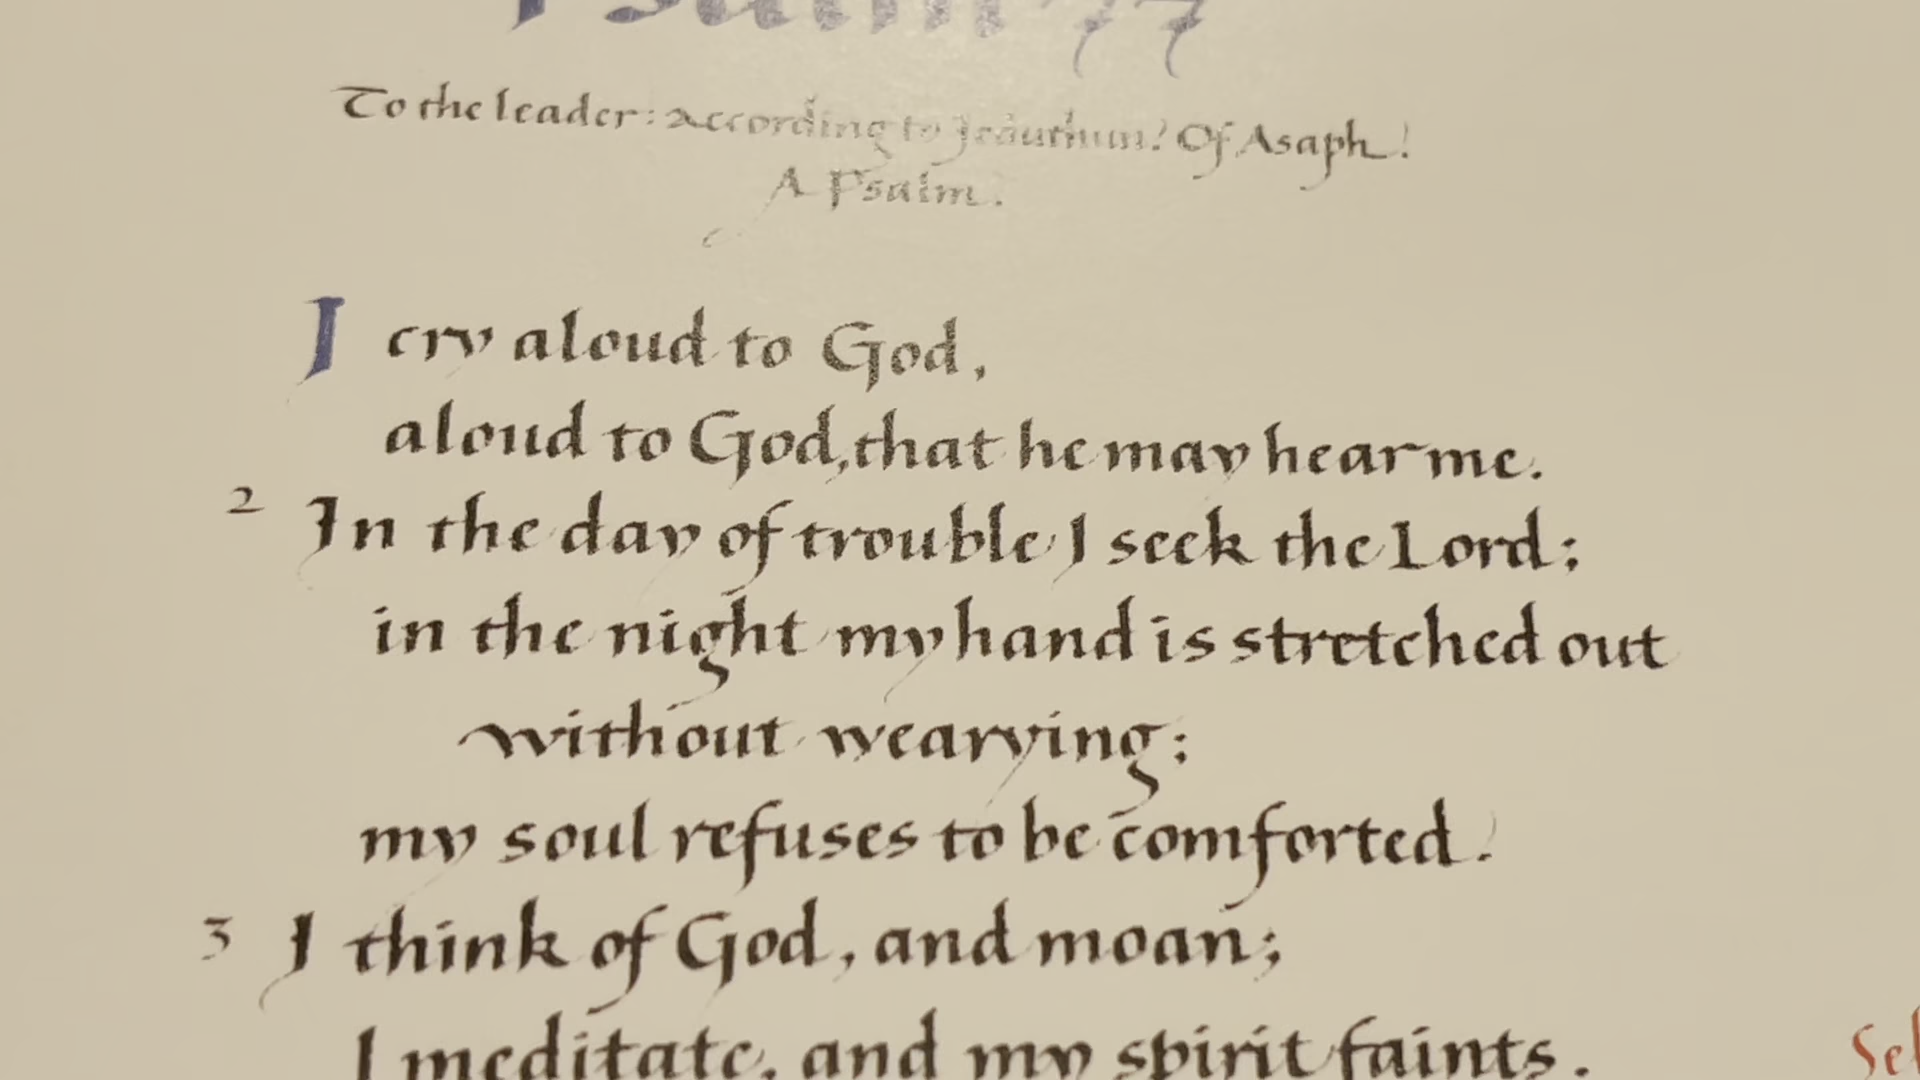 Psalm 77
To the leader: according to Jeduthun. Of Asaph.
A Psalm.
I cry aloud to God,
aloud to God, that he may hear me.
2 In the day of trouble I seek the Lord;
in the night my hand is stretched out
without wearying;
my soul refuses to be comforted.
3 I think of God, and moan;
I meditate, and my spirit faints.